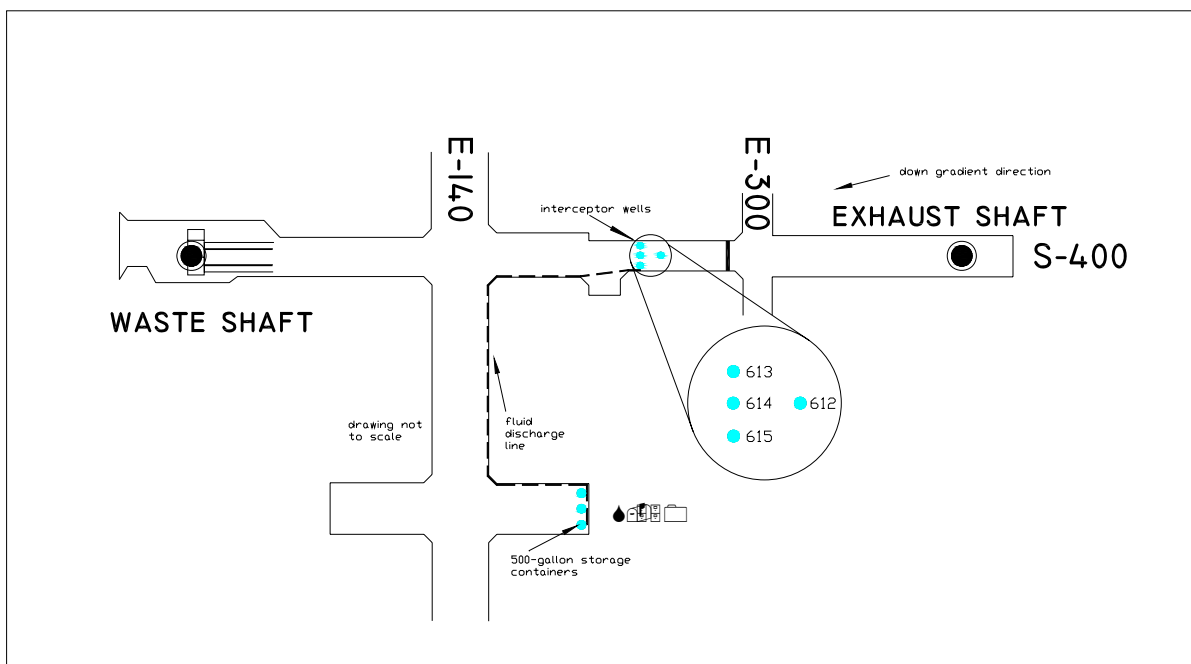 E-140
E-300
down gradient direction
interceptor wells
EXHAUST SHAFT
S-400
WASTE SHAFT
613
614
612
615
drawing not
to scale
fluid
discharge
line
500-gallon storage
containers